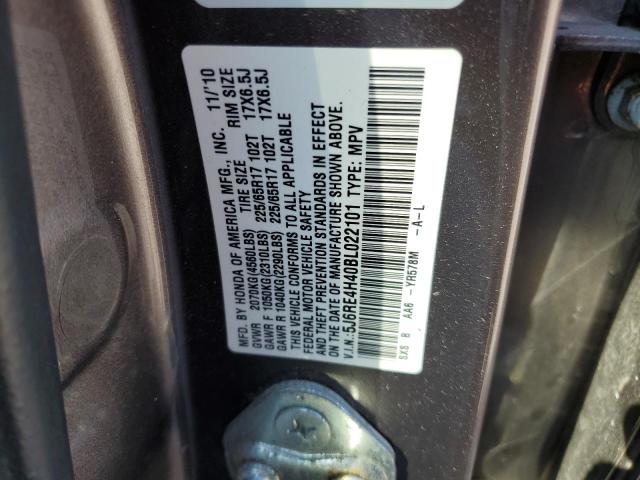 MFD. BY HONDA OF AMERICA MFG., INC. 11/'10
TIRE SIZE RIM SIZE
GVWR 2070KG(4560LBS) 225/65R17 102T 17X6.5J
GAWR F 1050KG(2310LBS) 225/65R17 102T 17X6.5J
GAWR R 1040KG(2290LBS)
THIS VEHICLE CONFORMS TO ALL APPLICABLE
FEDERAL MOTOR VEHICLE SAFETY
AND THEFT PREVENTION STANDARDS IN EFFECT
ON THE DATE OF MANUFACTURE SHOWN ABOVE.
V.I.N.:5J6RE4H40BL022101 TYPE: MPV
SXS B AA6 -YR578M -A-L